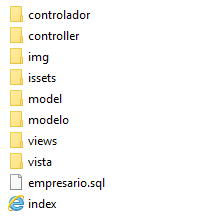 controlador
controller
img
issets
model
modelo
views
vista
empresario.sql
index